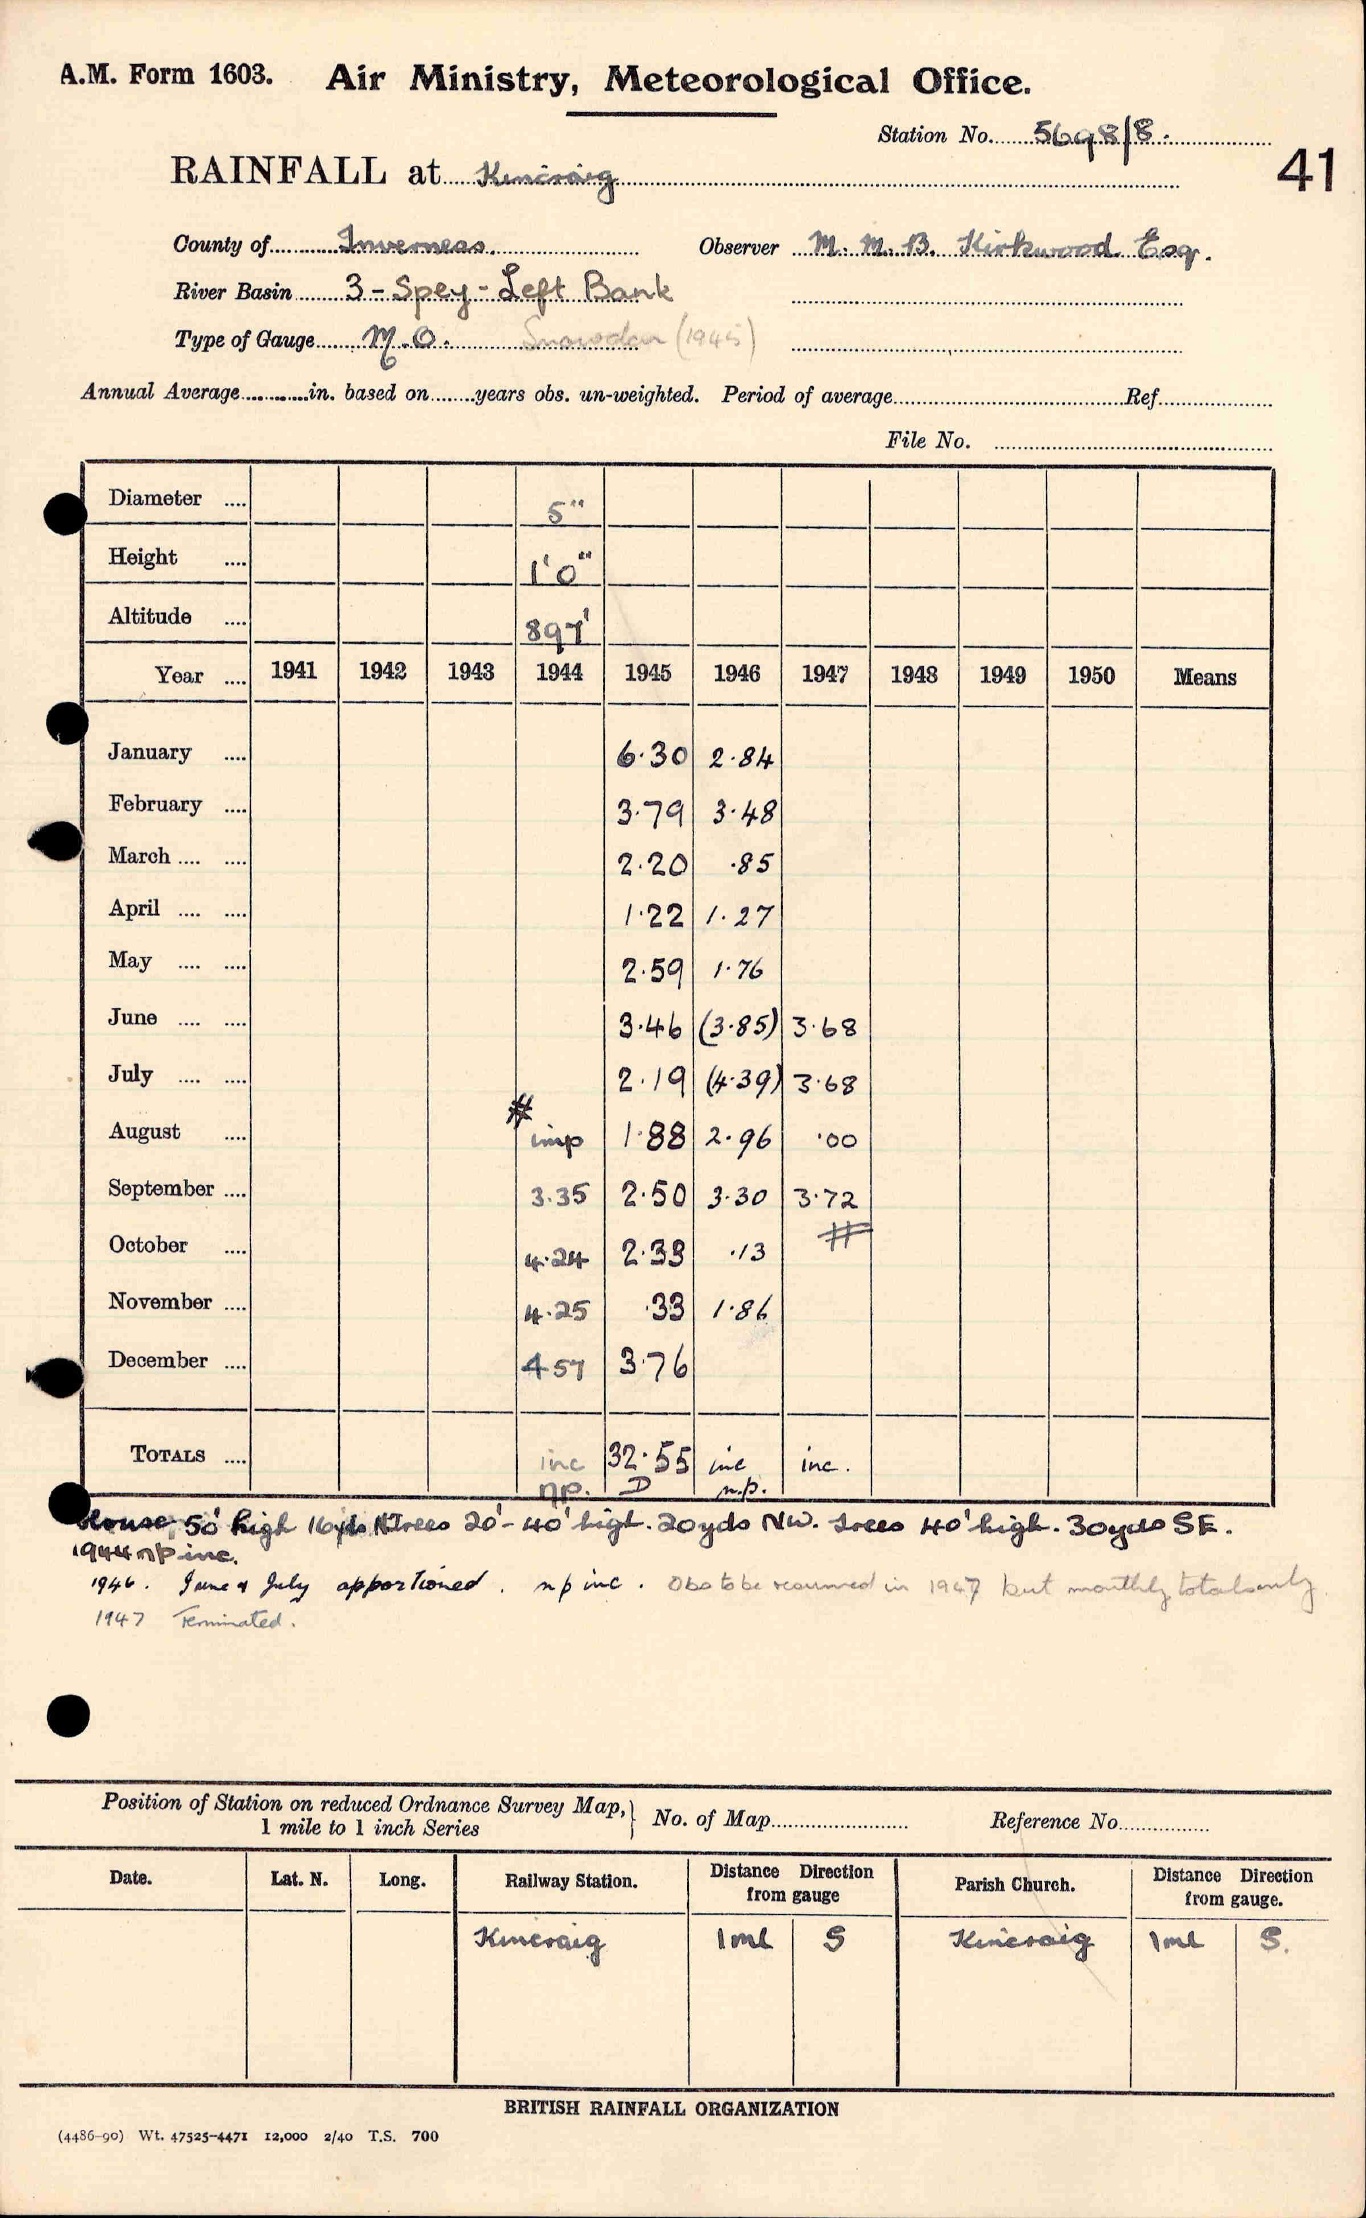 A.M. Form 1603. Air Ministry, Meteorological Office.
Station No. 5698/8.
41
RAINFALL at Kincraig
County of Inverness. Observer M. M. B. Kirkwood Esq.
River Basin 3 - Spey - Left Bank
Type of Gauge M.O. Snowdon (1945)
Annual Average in. based on years obs. un-weighted. Period of average Ref
File No.
Diameter 5"
Height 1'0"
Altitude 897'
Year 1941 1942 1943 1944 1945 1946 1947 1948 1949 1950 Means
January 6.30 2.84
February 3.79 3.48
March 2.20 .85
April 1.22 1.27
May 2.59 1.76
June 3.46 (3.85) 3.68
July 2.19 (4.39) 3.68
#
August imp 1.88 2.96 .00
September 3.35 2.50 3.30 3.72
#
October 4.24 2.33 .13
November 4.25 .33 1.86
December 4 57 3.76
TOTALS inc 32.55 inc inc.
np. D n.p.
House 50' high 16yds N Trees 20'-40' high. 20yds NW. Trees 40' high. 30yds SE.
1944 np inc.
1946. June & July apportioned. np inc. Obs to be resumed in 1947 but monthly totals only.
1947 Terminated.
Position of Station on reduced Ordnance Survey Map, } No. of Map Reference No.
1 mile to 1 inch Series
Date. Lat. N. Long. Railway Station. Distance Direction from gauge Parish Church. Distance Direction from gauge.
Kincraig 1ml S Kincraig 1ml S.
BRITISH RAINFALL ORGANIZATION
(4486-90) Wt. 47525-4471 12,000 2/40 T.S. 700